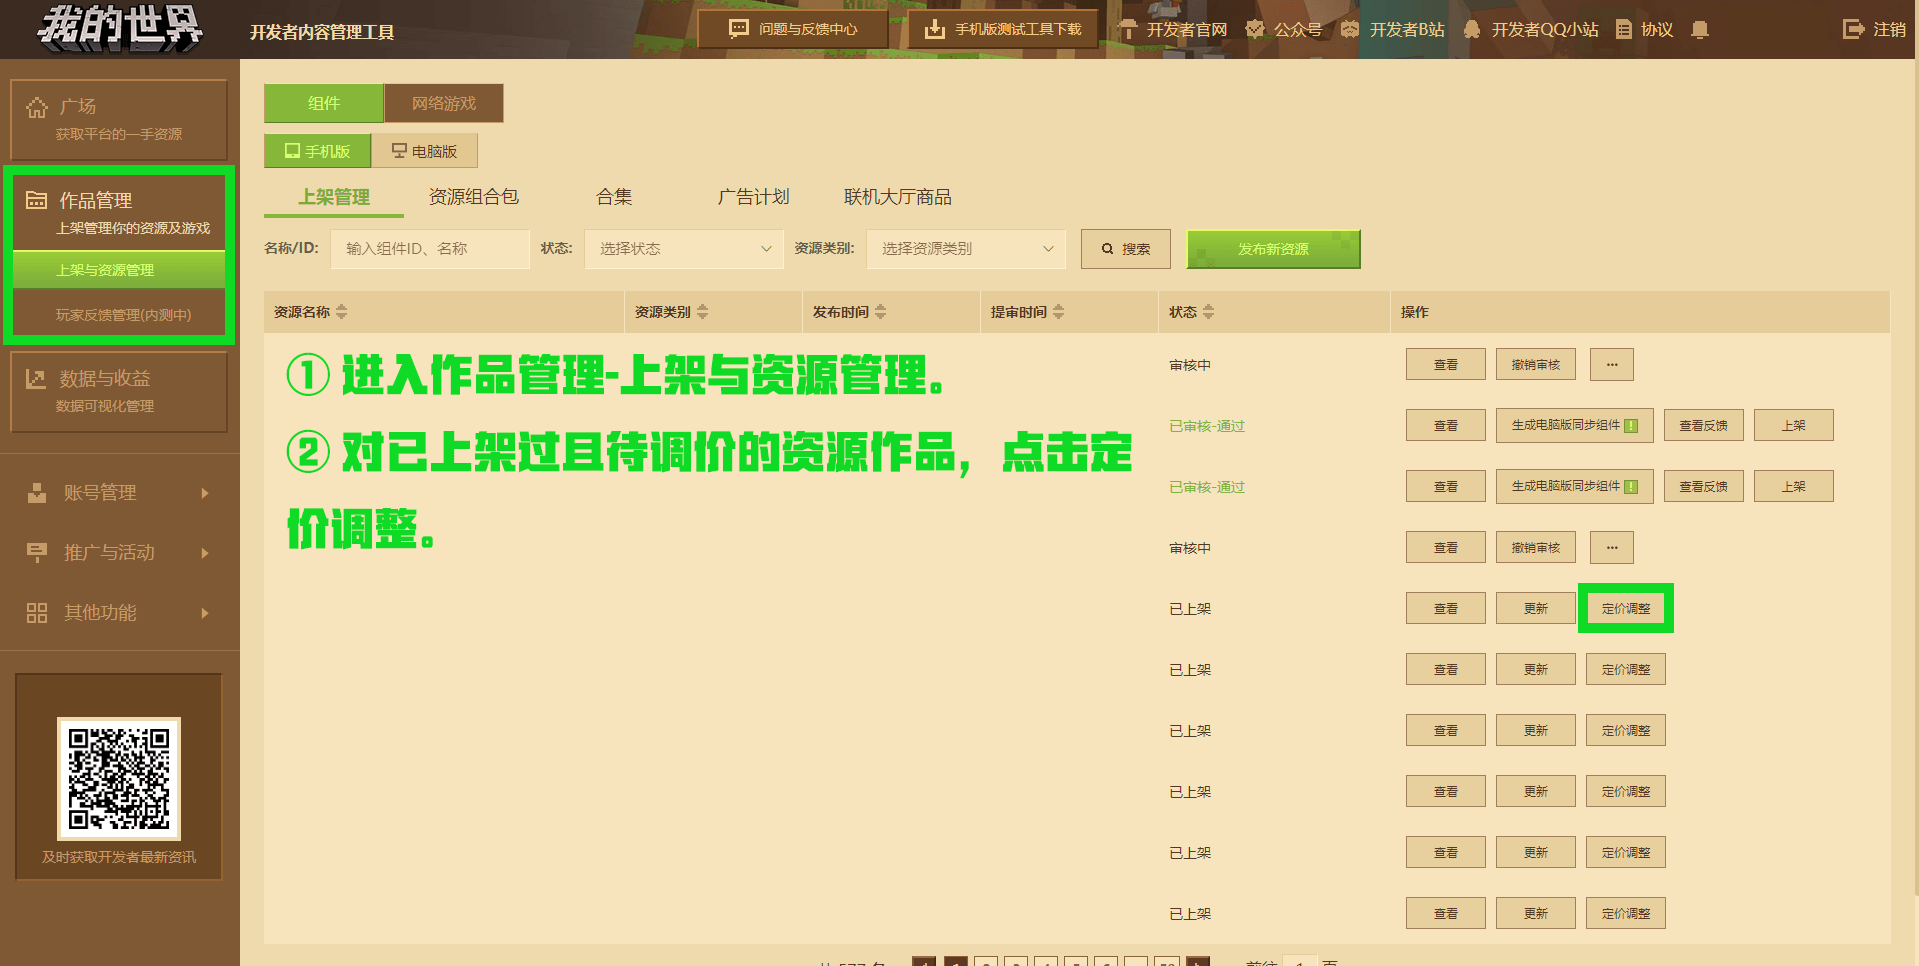 我的世界
开发者内容管理工具
问题与反馈中心
手机版测试工具下载
开发者官网
公众号
开发者B站
开发者QQ小站
协议
注销
广场
获取平台的一手资源
作品管理
上架管理你的资源及游戏
上架与资源管理
玩家反馈管理(内测中)
数据与收益
数据可视化管理
账号管理
推广与活动
其他功能
及时获取开发者最新资讯
组件
网络游戏
手机版
电脑版
上架管理
资源组合包
合集
广告计划
联机大厅商品
名称/ID: 输入组件ID、名称 状态: 选择状态 资源类别: 选择资源类别 搜索 发布新资源
资源名称 资源类别 发布时间 提审时间 状态 操作
① 进入作品管理-上架与资源管理。
② 对已上架过且待调价的资源作品，点击定
价调整。
审核中 查看 撤销审核 ···
已审核-通过 查看 生成电脑版同步组件 ! 查看反馈 上架
已审核-通过 查看 生成电脑版同步组件 ! 查看反馈 上架
审核中 查看 撤销审核 ···
已上架 查看 更新 定价调整
已上架 查看 更新 定价调整
已上架 查看 更新 定价调整
已上架 查看 更新 定价调整
已上架 查看 更新 定价调整
已上架 查看 更新 定价调整